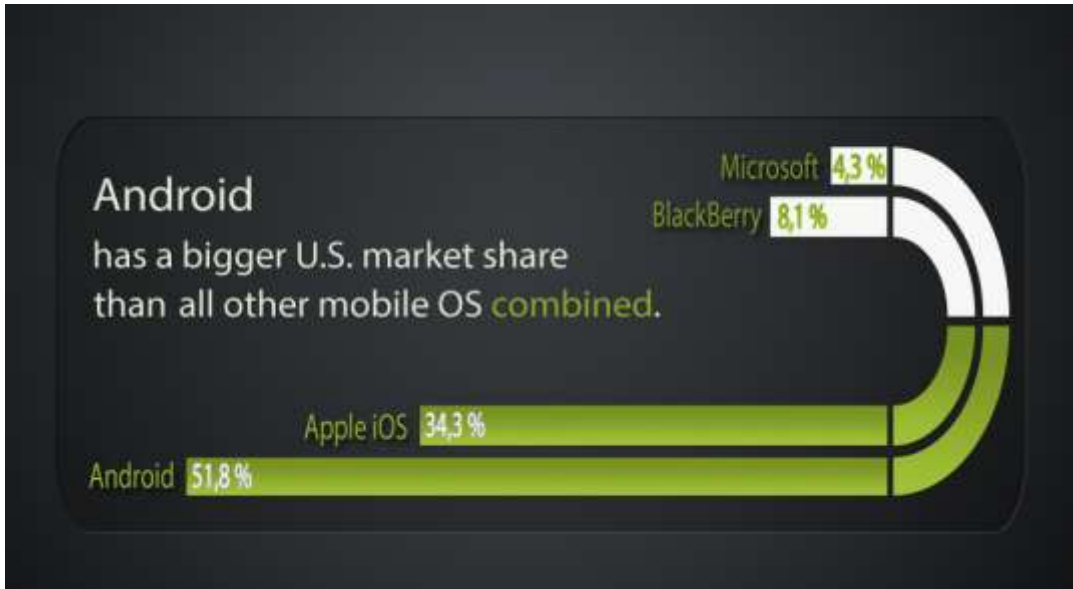 Android
has a bigger U.S. market share
than all other mobile OS combined.
Microsoft 4,3 %
BlackBerry 8,1 %
Apple iOS 34,3 %
Android 51,8 %